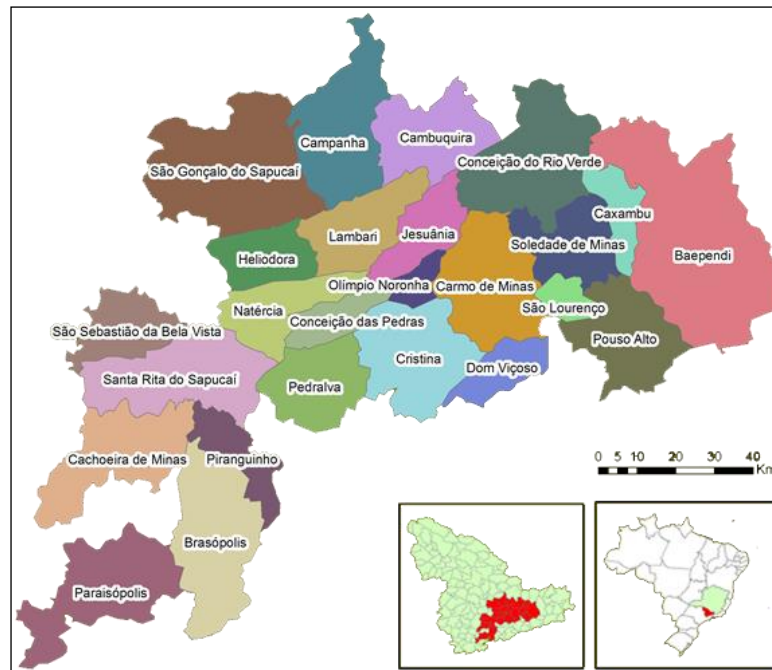 Campanha
Cambuquira
São Gonçalo do Sapucaí
Conceição do Rio Verde
Caxambu
Lambari
Jesuânia
Soledade de Minas
Baependi
Heliodora
Olímpio Noronha
Carmo de Minas
Natércia
São Lourenço
Conceição das Pedras
São Sebastião da Bela Vista
Pouso Alto
Cristina
Dom Viçoso
Santa Rita do Sapucaí
Pedralva
Cachoeira de Minas
Piranguinho
0 5 10 20 30 40
Km
Brasópolis
Paraisópolis